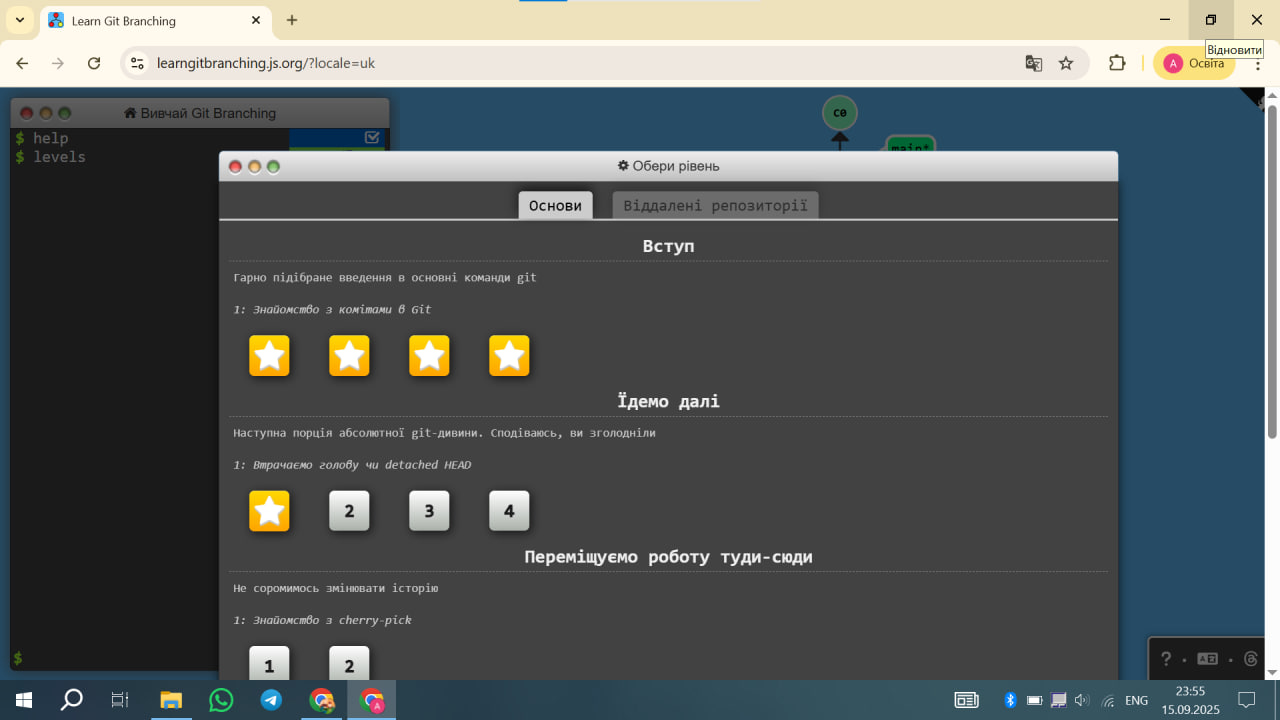 Learn Git Branching
learngitbranching.js.org/?locale=uk
Освіта
Відновити
Вивчай Git Branching
$ help
$ levels
$
c0
main*
Обери рівень
Основи
Віддалені репозиторії
Вступ
Гарно підібране введення в основні команди git
1: Знайомство з комітами в Git
Їдемо далі
Наступна порція абсолютної git-дивини. Сподіваюсь, ви зголодніли
1: Втрачаємо голову чи detached HEAD
2 3 4
Переміщуємо роботу туди-сюди
Не соромимось змінювати історію
1: Знайомство з cherry-pick
1 2
ENG
23:55
15.09.2025